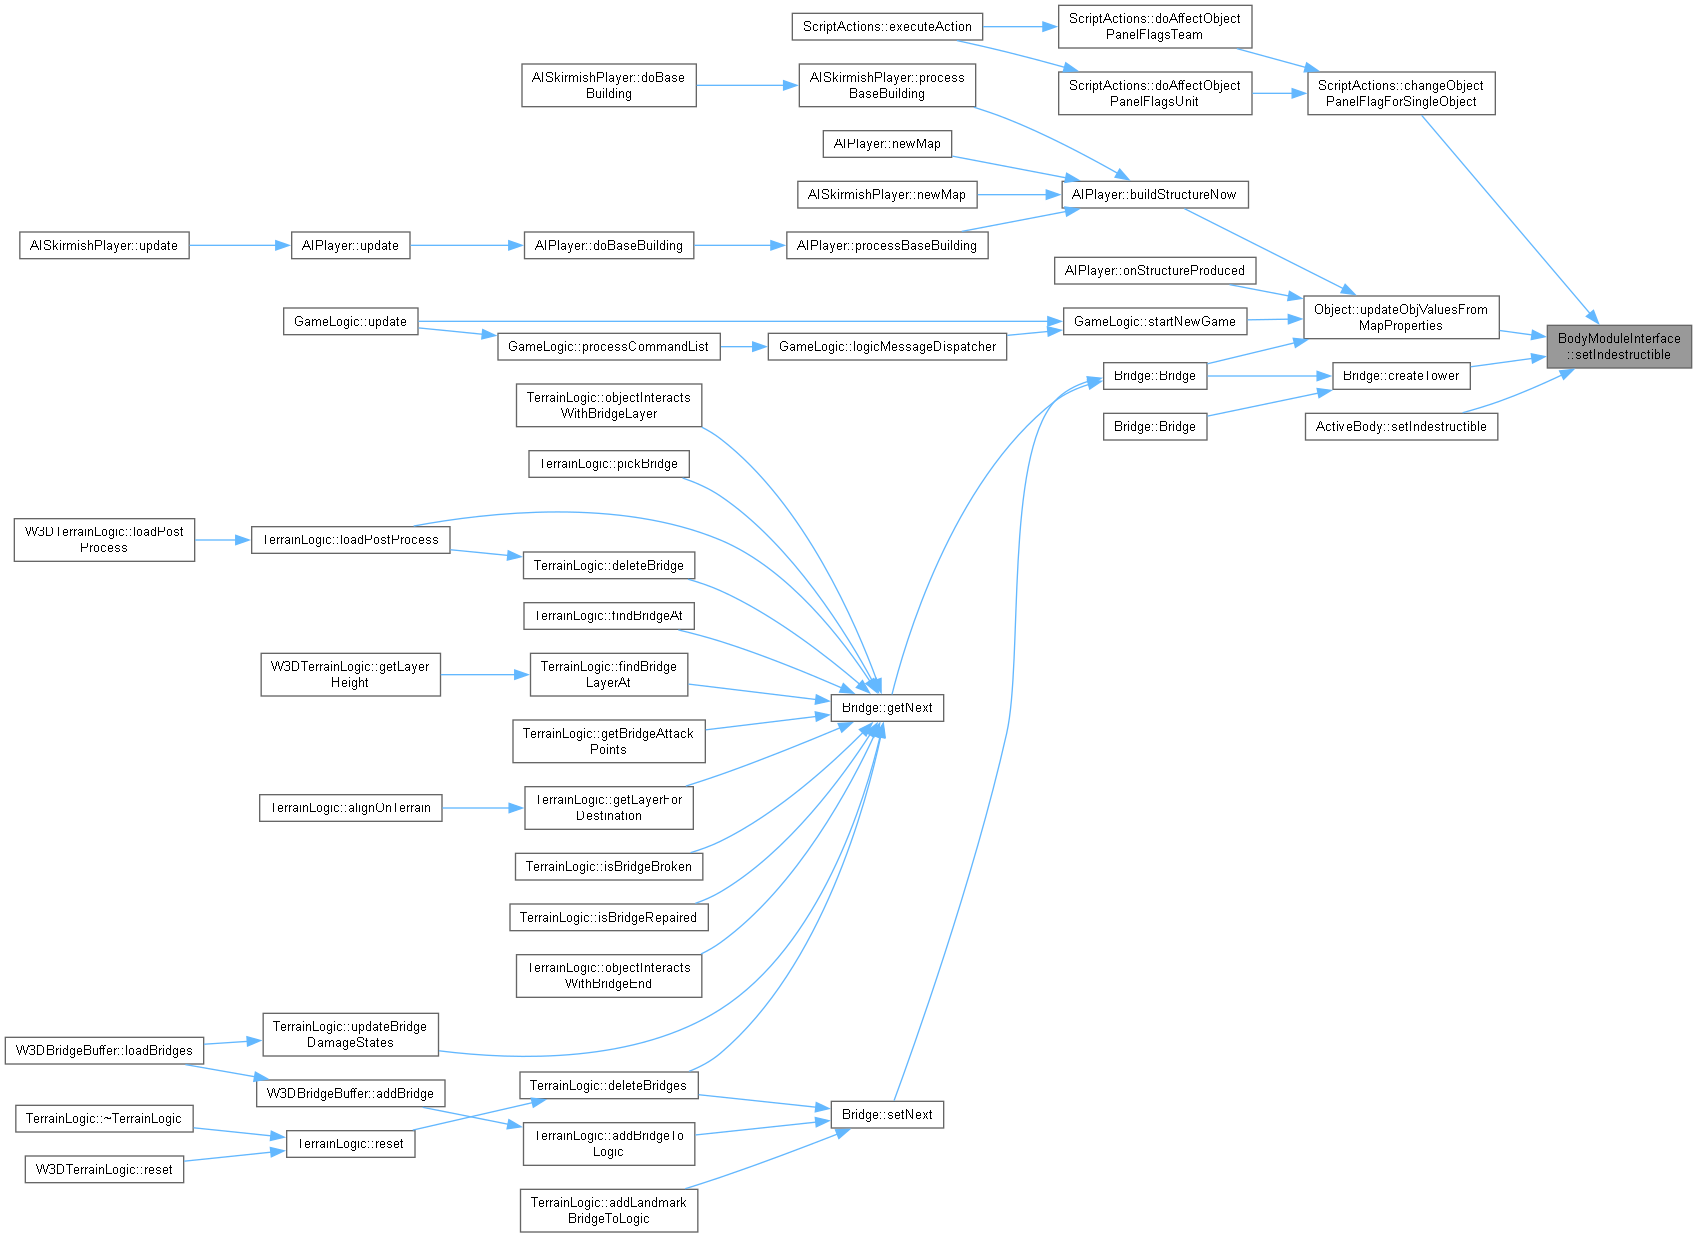 ScriptActions::executeAction
ScriptActions::doAffectObject
PanelFlagsTeam
AISkirmishPlayer::doBase
Building
AISkirmishPlayer::process
BaseBuilding
ScriptActions::doAffectObject
PanelFlagsUnit
ScriptActions::changeObject
PanelFlagForSingleObject
AIPlayer::newMap
AISkirmishPlayer::newMap
AIPlayer::buildStructureNow
AISkirmishPlayer::update
AIPlayer::update
AIPlayer::doBaseBuilding
AIPlayer::processBaseBuilding
AIPlayer::onStructureProduced
GameLogic::update
GameLogic::processCommandList
GameLogic::logicMessageDispatcher
GameLogic::startNewGame
Object::updateObjValuesFrom
MapProperties
BodyModuleInterface
::setIndestructible
Bridge::Bridge
Bridge::createTower
Bridge::Bridge
ActiveBody::setIndestructible
TerrainLogic::objectInteracts
WithBridgeLayer
TerrainLogic::pickBridge
W3DTerrainLogic::loadPost
Process
TerrainLogic::loadPostProcess
TerrainLogic::deleteBridge
TerrainLogic::findBridgeAt
W3DTerrainLogic::getLayer
Height
TerrainLogic::findBridge
LayerAt
Bridge::getNext
TerrainLogic::getBridgeAttack
Points
TerrainLogic::alignOnTerrain
TerrainLogic::getLayerFor
Destination
TerrainLogic::isBridgeBroken
TerrainLogic::isBridgeRepaired
TerrainLogic::objectInteracts
WithBridgeEnd
W3DBridgeBuffer::loadBridges
TerrainLogic::updateBridge
DamageStates
W3DBridgeBuffer::addBridge
TerrainLogic::deleteBridges
TerrainLogic::~TerrainLogic
W3DTerrainLogic::reset
TerrainLogic::reset
TerrainLogic::addBridgeTo
Logic
Bridge::setNext
TerrainLogic::addLandmark
BridgeToLogic